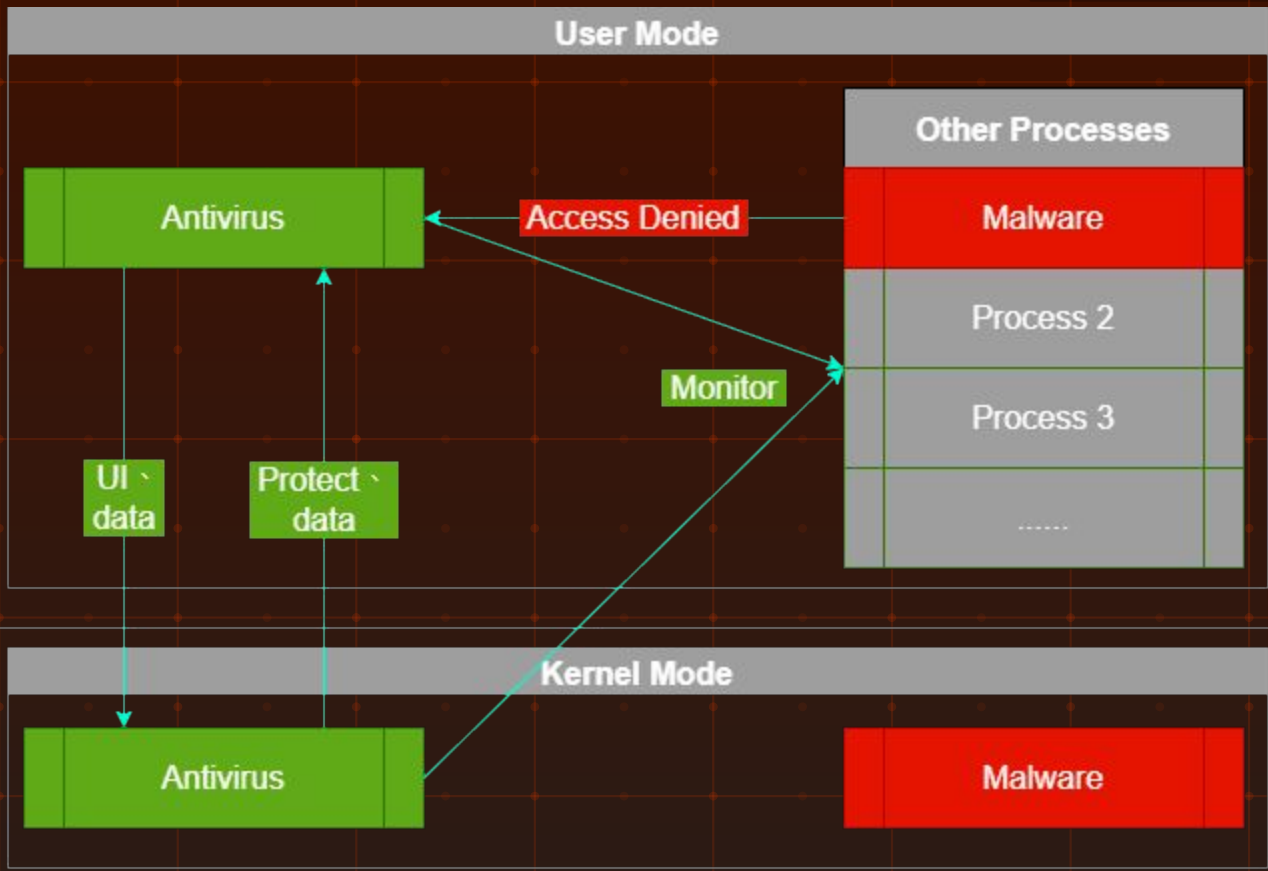 User Mode
Other Processes
Antivirus
Access Denied
Malware
Process 2
Monitor
Process 3
UI、
data
Protect、
data
......
Kernel Mode
Antivirus
Malware